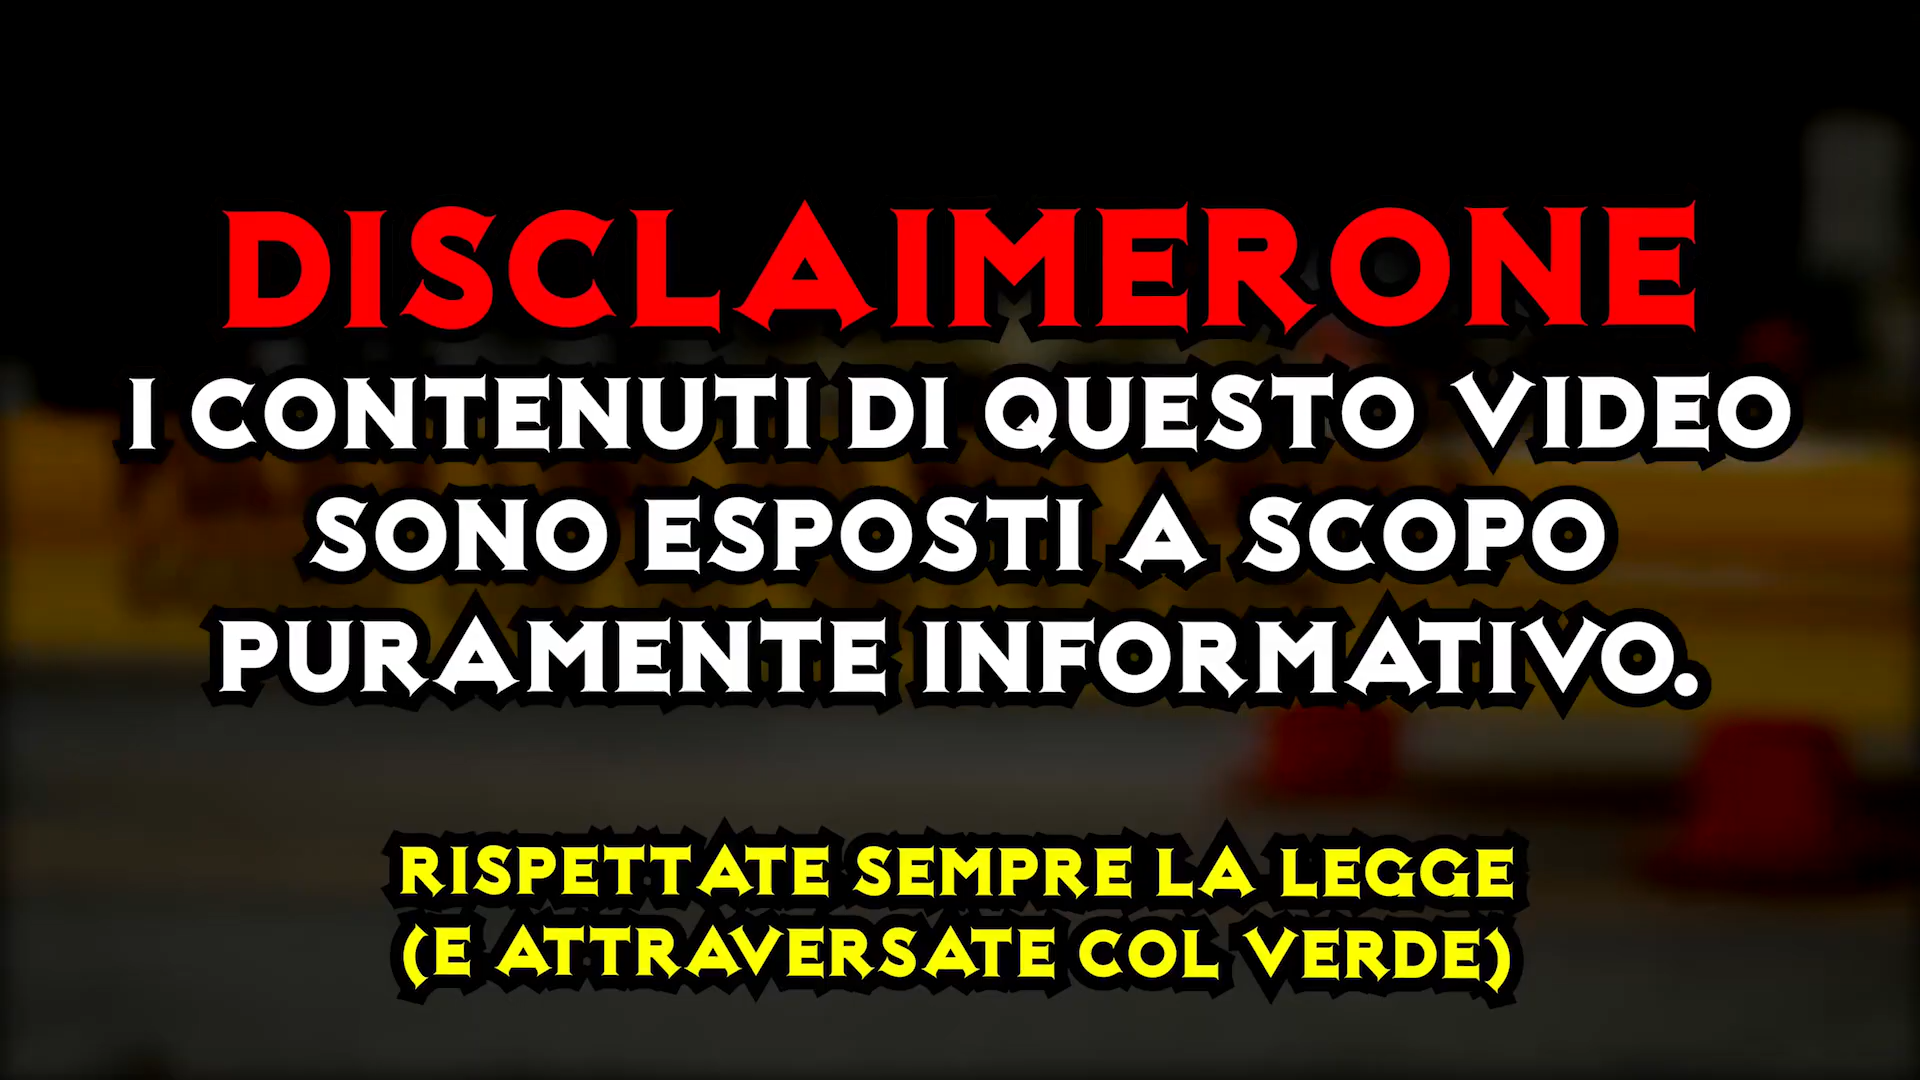 DISCLAIMERONE
I CONTENUTI DI QUESTO VIDEO
SONO ESPOSTI A SCOPO
PURAMENTE INFORMATIVO.
RISPETTATE SEMPRE LA LEGGE
(E ATTRAVERSATE COL VERDE)